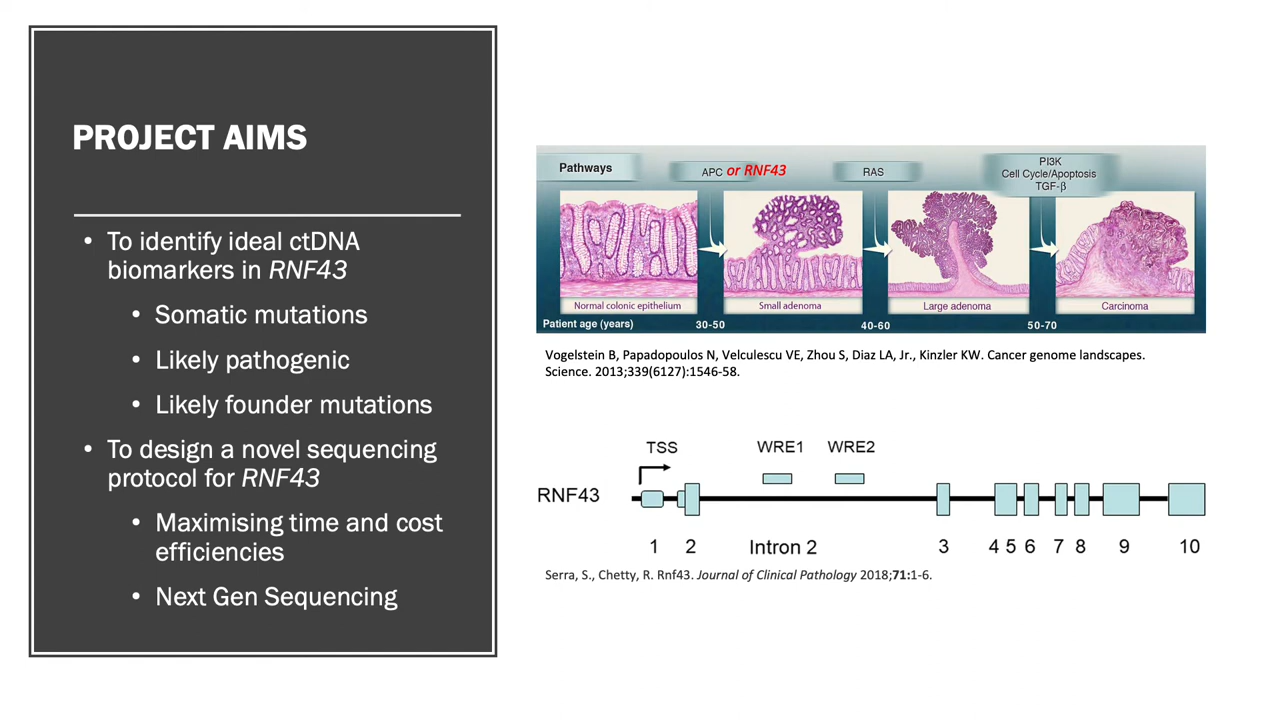 PROJECT AIMS
• To identify ideal ctDNA
biomarkers in RNF43
• Somatic mutations
• Likely pathogenic
• Likely founder mutations
• To design a novel sequencing
protocol for RNF43
• Maximising time and cost
efficiencies
• Next Gen Sequencing
Pathways
APC or RNF43
RAS
PI3K
Cell Cycle/Apoptosis
TGF-β
Normal colonic epithelium
Small adenoma
Large adenoma
Carcinoma
Patient age (years) 30-50 40-60 50-70
Vogelstein B, Papadopoulos N, Velculescu VE, Zhou S, Diaz LA, Jr., Kinzler KW. Cancer genome landscapes.
Science. 2013;339(6127):1546-58.
TSS WRE1 WRE2
RNF43
1 2 Intron 2 3 4 5 6 7 8 9 10
Serra, S., Chetty, R. Rnf43. Journal of Clinical Pathology 2018;71:1-6.